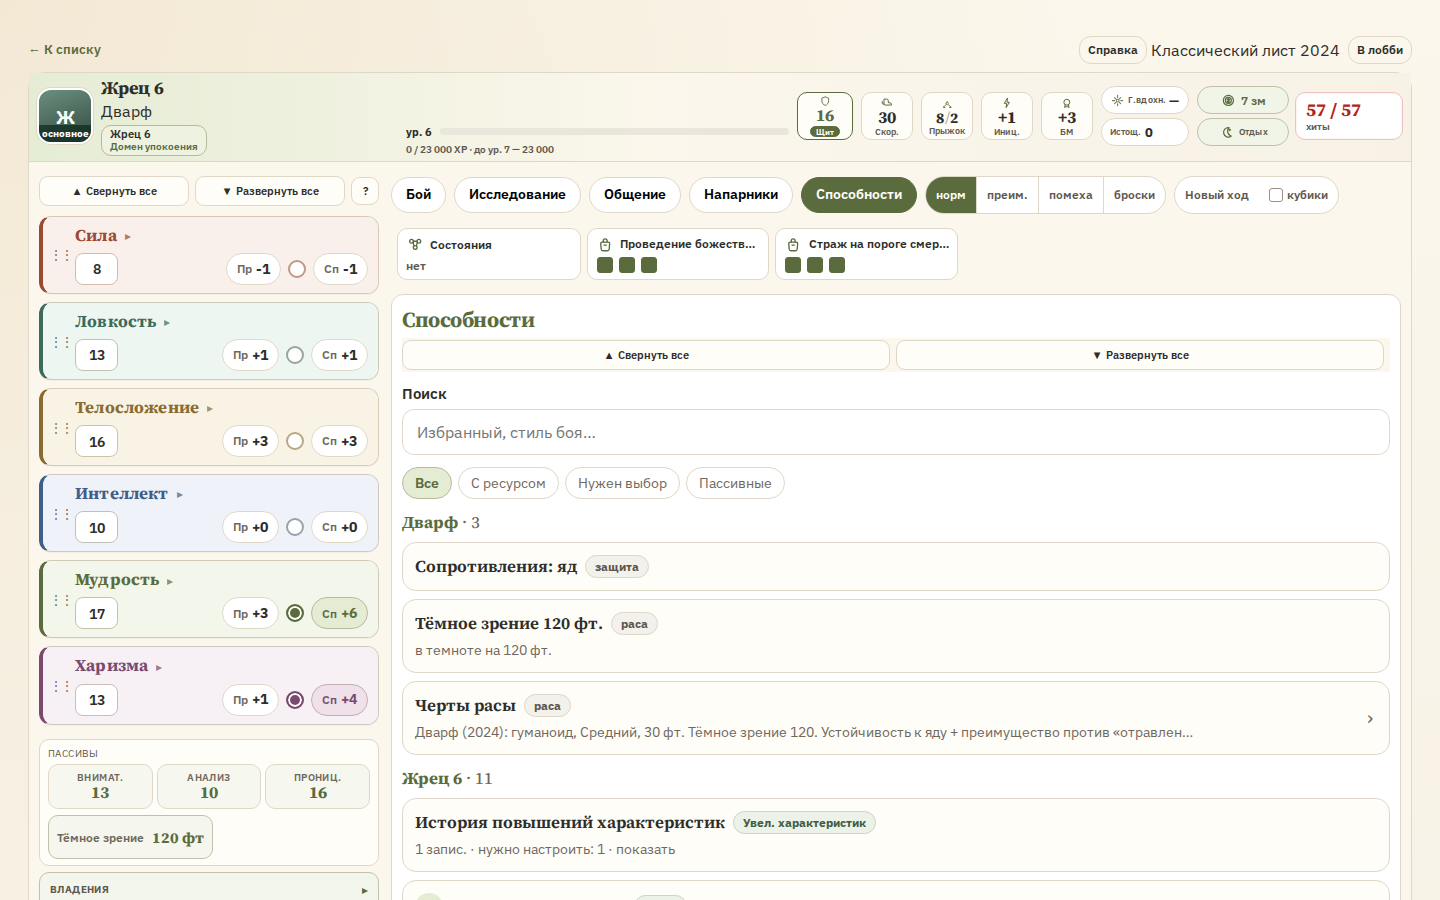 ← К списку
Справка Классический лист 2024 В лобби
Ж
основное
Жрец 6
Дварф
Жрец 6
Домен упокоения
ур. 6
0 / 23 000 XP · до ур. 7 — 23 000
16
Щит
30
Скор.
8/2
Прыжок
+1
Иниц.
+3
БМ
Г.вдохн. —
Истощ. 0
7 зм
Отдых
57 / 57
хиты
▲ Свернуть все
▼ Развернуть все
?
Сила ▸
8
Пр -1
Сп -1
Ловкость ▸
13
Пр +1
Сп +1
Телосложение ▸
16
Пр +3
Сп +3
Интеллект ▸
10
Пр +0
Сп +0
Мудрость ▸
17
Пр +3
Сп +6
Харизма ▸
13
Пр +1
Сп +4
ПАССИВЫ
ВНИМАТ.
13
АНАЛИЗ
10
ПРОНИЦ.
16
Тёмное зрение 120 фт
ВЛАДЕНИЯ ▸
Бой Исследование Общение Напарники Способности норм преим. помеха броски Новый ход кубики
Состояния
нет
Проведение божеств...
Страж на пороге смер...
Способности
▲ Свернуть все
▼ Развернуть все
Поиск
Избранный, стиль боя...
Все С ресурсом Нужен выбор Пассивные
Дварф · 3
Сопротивления: яд защита
Тёмное зрение 120 фт. раса
в темноте на 120 фт.
Черты расы раса
Дварф (2024): гуманоид, Средний, 30 фт. Тёмное зрение 120. Устойчивость к яду + преимущество против «отравлен...
›
Жрец 6 · 11
История повышений характеристик Увел. характеристик
1 запис. · нужно настроить: 1 · показать